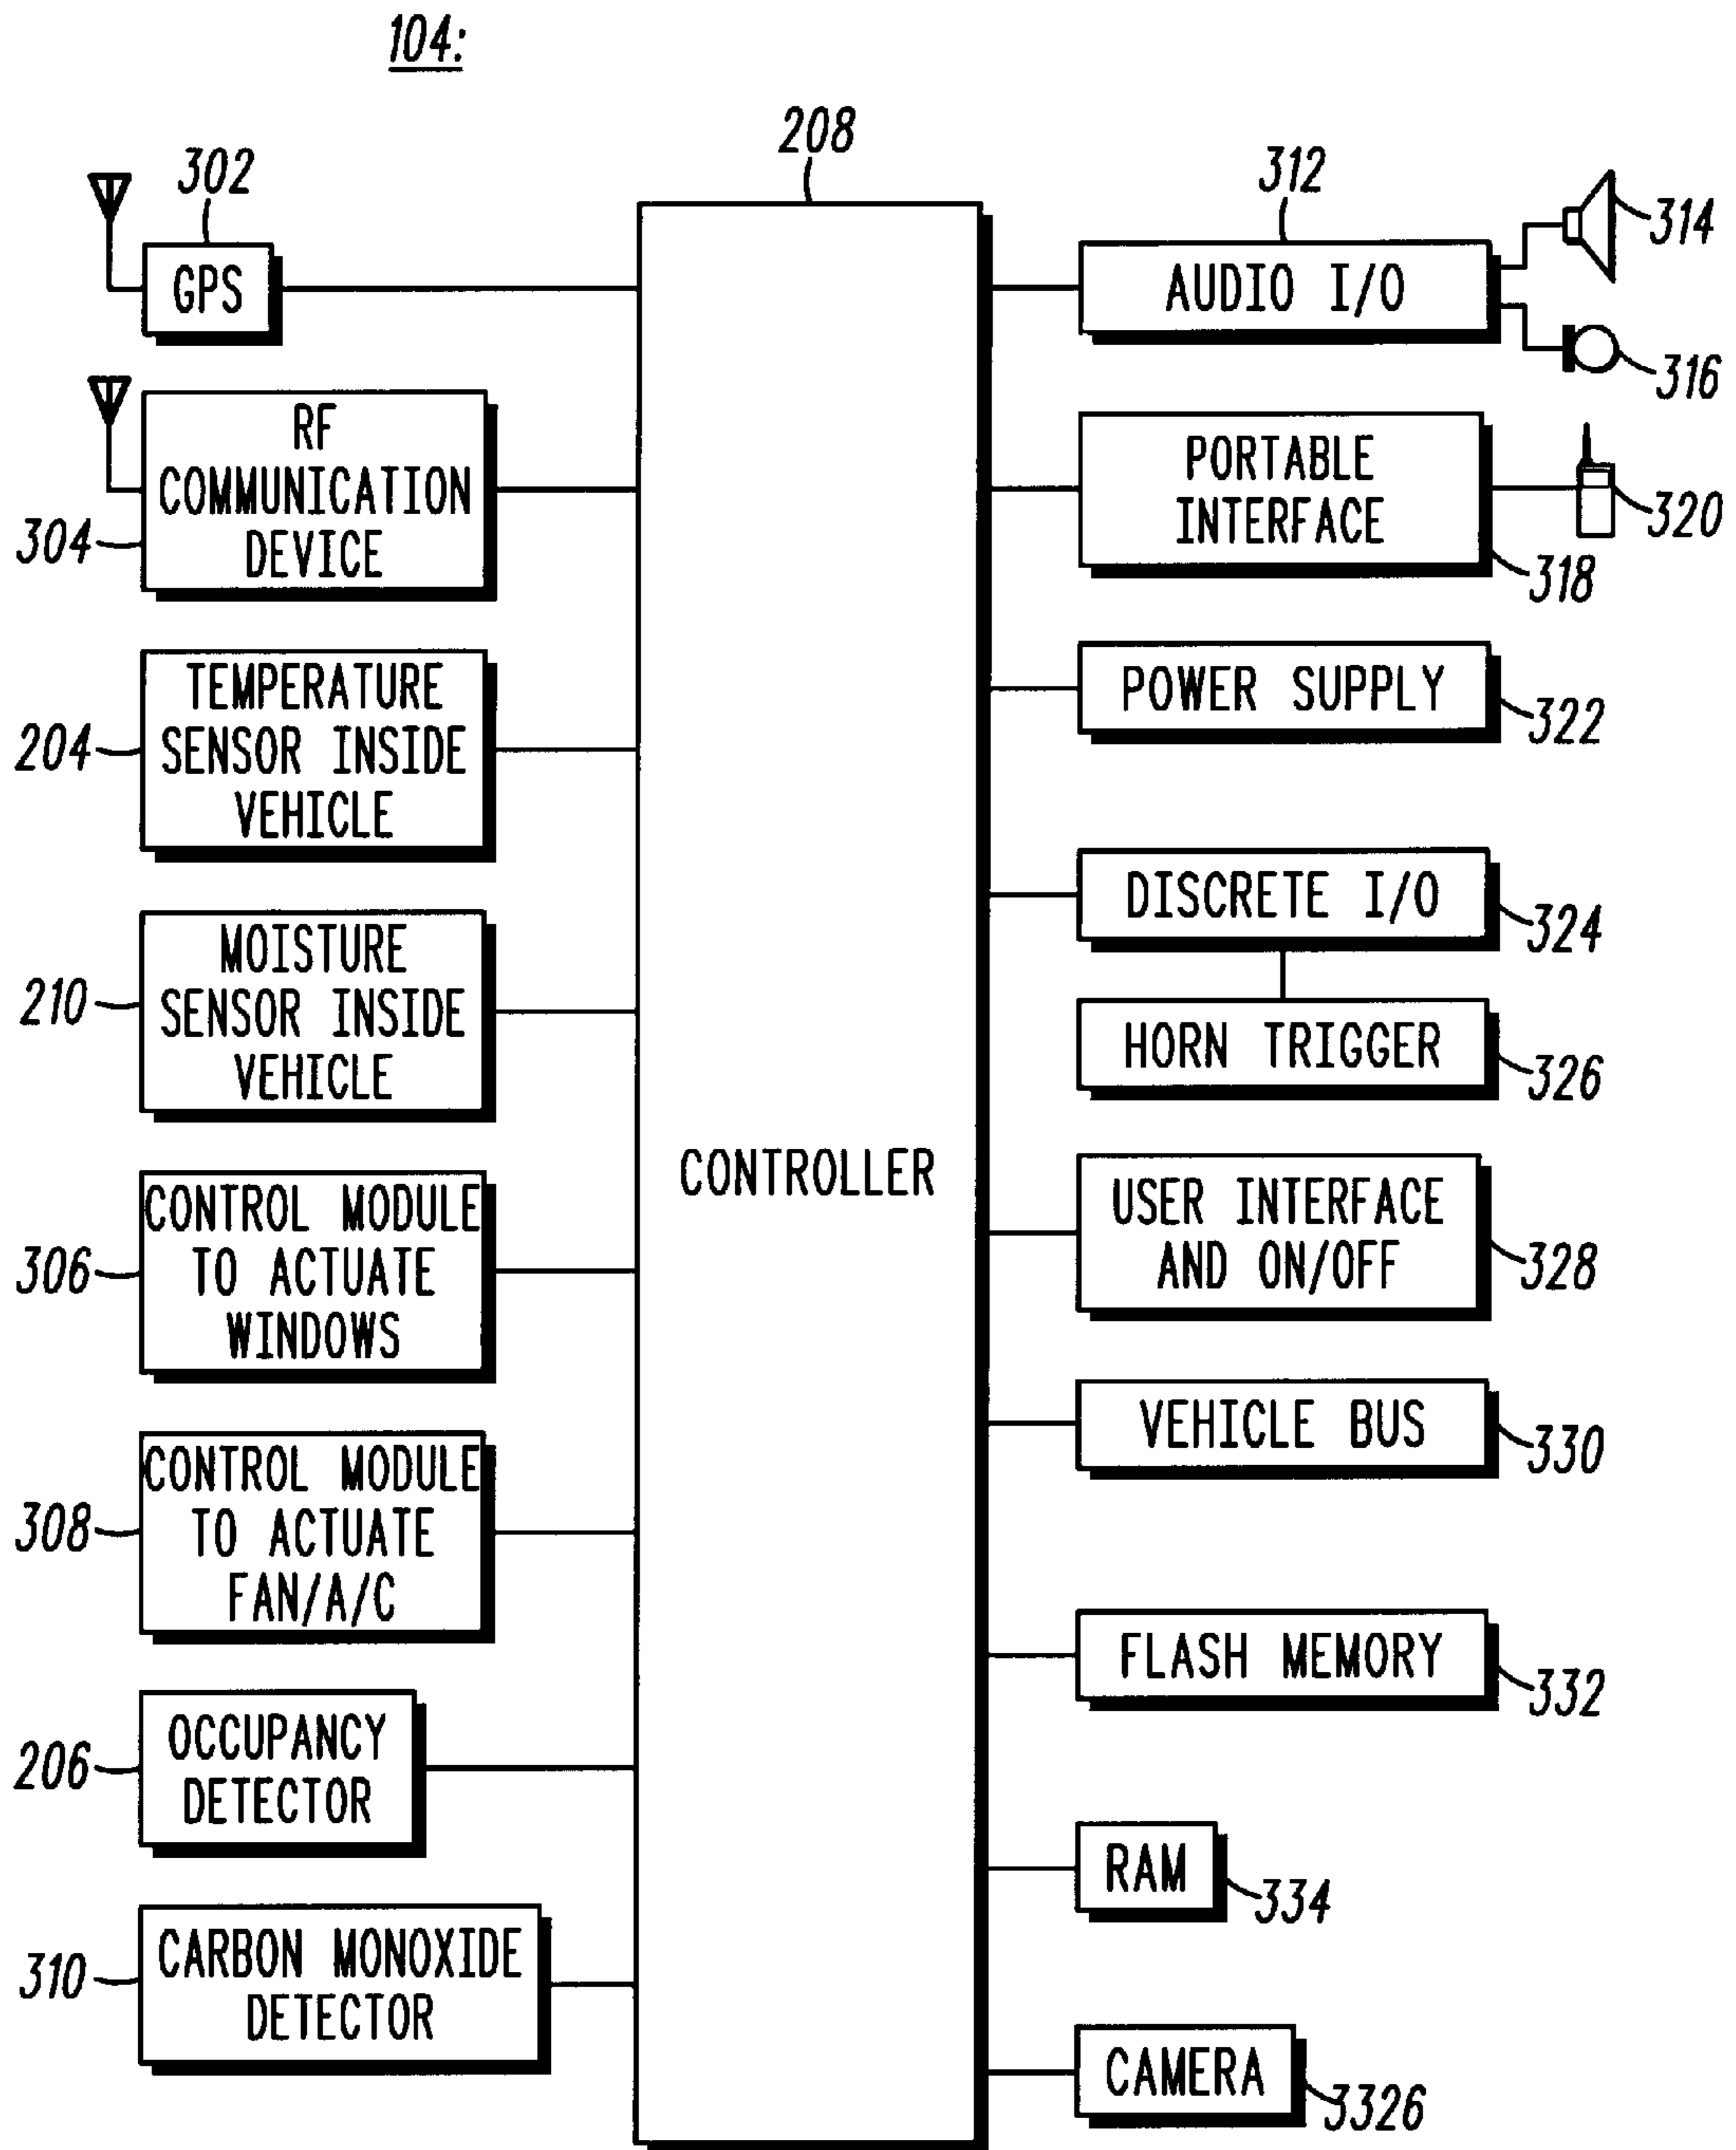 104:
208
302
GPS
RF
COMMUNICATION
DEVICE
304
TEMPERATURE
SENSOR INSIDE
VEHICLE
204
MOISTURE
SENSOR INSIDE
VEHICLE
210
CONTROL MODULE
TO ACTUATE
WINDOWS
306
CONTROL MODULE
TO ACTUATE
FAN/A/C
308
OCCUPANCY
DETECTOR
206
CARBON MONOXIDE
DETECTOR
310
CONTROLLER
312
AUDIO I/O
314
316
PORTABLE
INTERFACE
318
320
POWER SUPPLY
322
DISCRETE I/O
324
HORN TRIGGER
326
USER INTERFACE
AND ON/OFF
328
VEHICLE BUS
330
FLASH MEMORY
332
RAM
334
CAMERA
3326